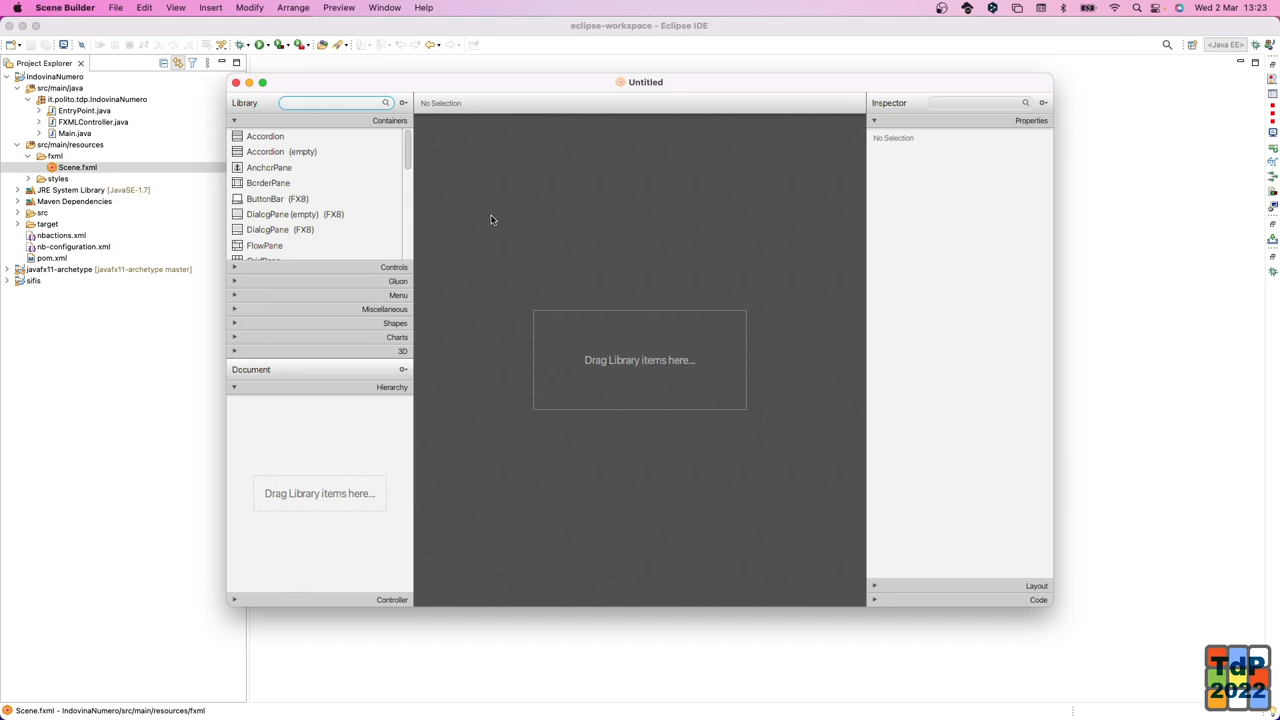 Scene Builder File Edit View Insert Modify Arrange Preview Window Help
Wed 2 Mar 13:23
eclipse-workspace - Eclipse IDE
<Java EE>
Project Explorer
IndovinaNumero
src/main/java
it.polito.tdp.IndovinaNumero
EntryPoint.java
FXMLController.java
Main.java
src/main/resources
fxml
Scene.fxml
styles
JRE System Library [JavaSE-1.7]
Maven Dependencies
src
target
nbactions.xml
nb-configuration.xml
pom.xml
javafx11-archetype [javafx11-archetype master]
sifis
Untitled
Library
Containers
Accordion
Accordion (empty)
AnchorPane
BorderPane
ButtonBar (FX8)
DialogPane (empty) (FX8)
DialogPane (FX8)
FlowPane
GridPane
Controls
Gluon
Menu
Miscellaneous
Shapes
Charts
3D
Document
Hierarchy
Drag Library items here...
Controller
No Selection
Drag Library items here...
Inspector
Properties
No Selection
Layout
Code
TdP
2022
Scene.fxml - IndovinaNumero/src/main/resources/fxml